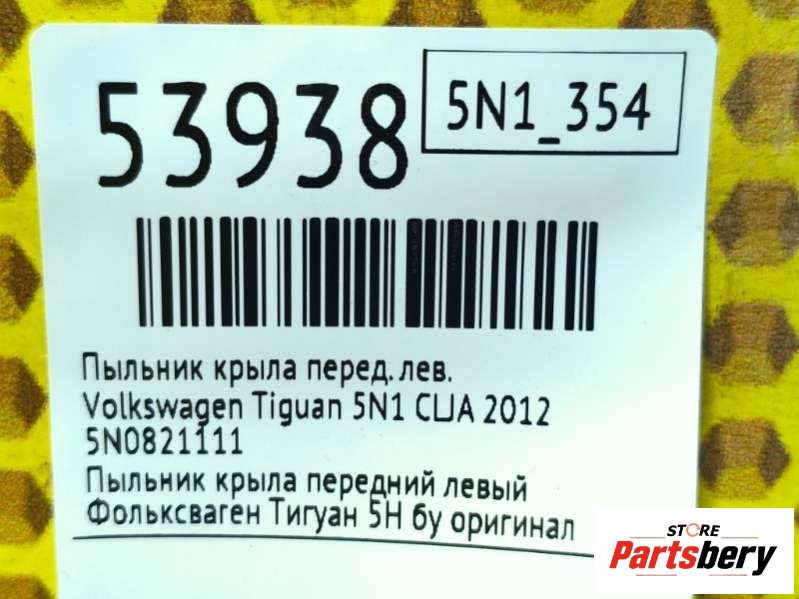 53938
5N1_354
Пыльник крыла перед. лев.
Volkswagen Tiguan 5N1 CLJA 2012
5N0821111
Пыльник крыла передний левый
Фольксваген Тигуан 5Н бу оригинал
STORE
Partsbery